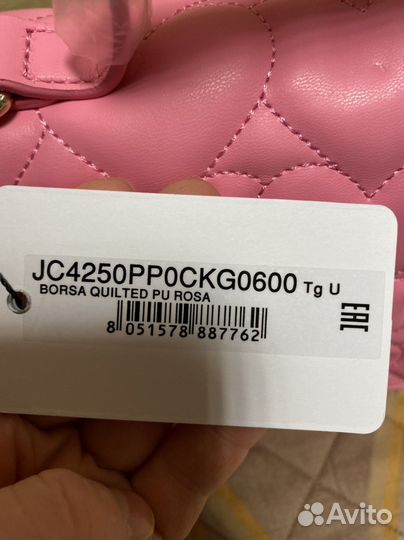 JC4250PP0CKG0600 Tg U
BORSA QUILTED PU ROSA
8 051578 887762
EAC
Avito